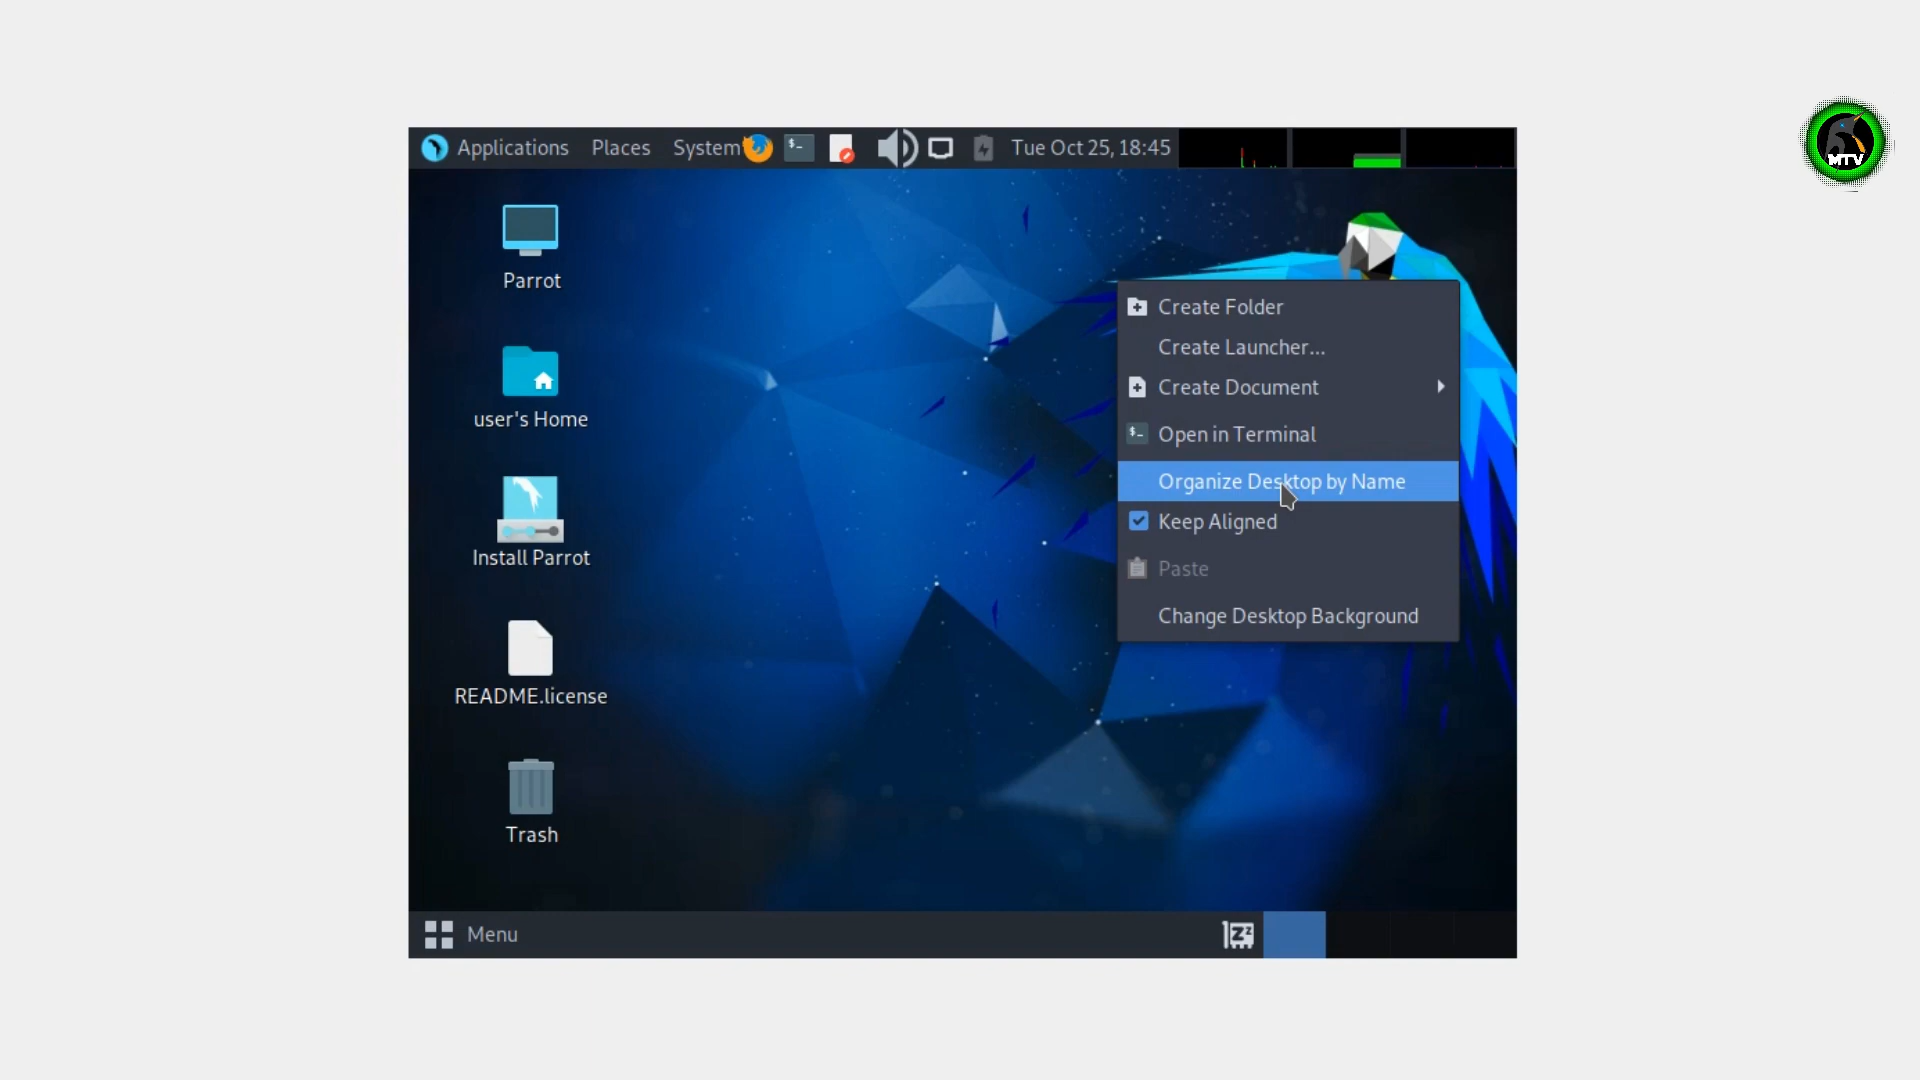 Applications Places System Tue Oct 25, 18:45
MTV
Parrot
user's Home
Install Parrot
README.license
Trash
Create Folder
Create Launcher...
Create Document
Open in Terminal
Organize Desktop by Name
Keep Aligned
Paste
Change Desktop Background
Menu